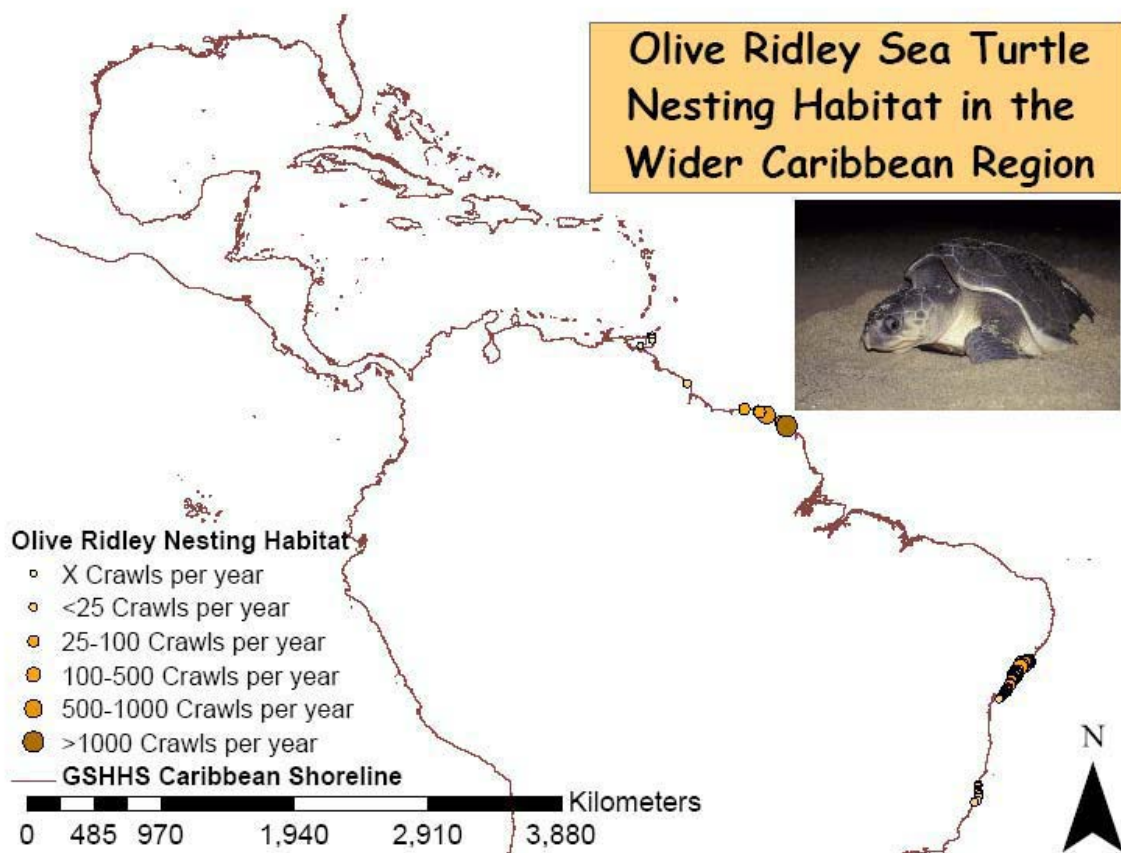 Olive Ridley Sea Turtle
Nesting Habitat in the
Wider Caribbean Region
Olive Ridley Nesting Habitat
X Crawls per year
<25 Crawls per year
25-100 Crawls per year
100-500 Crawls per year
500-1000 Crawls per year
>1000 Crawls per year
GSHHS Caribbean Shoreline
Kilometers
0 485 970 1,940 2,910 3,880
N